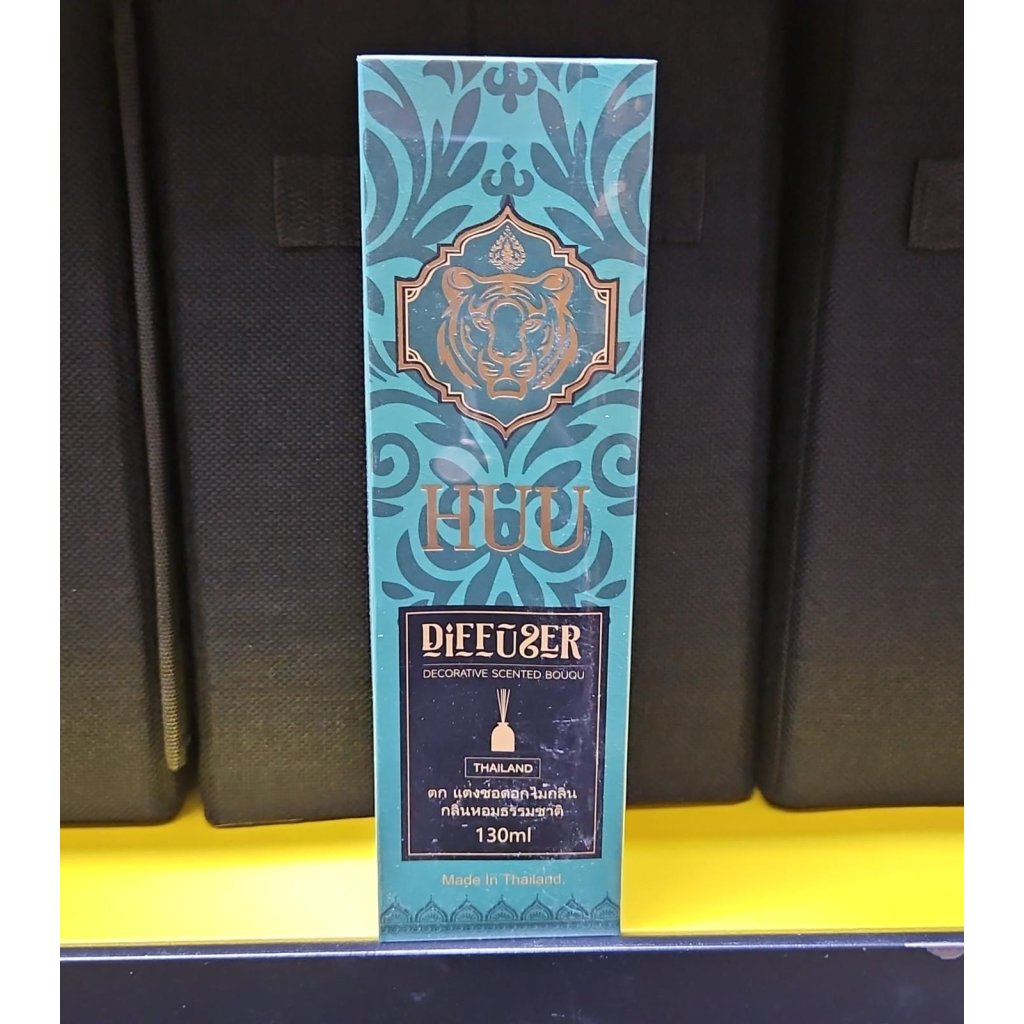 HUU
DiFFŪSER
DECORATIVE SCENTED BOUQU
THAILAND
ตก แต่งช่อดอกไม้กลิ่น
กลิ่นหอมธรรมชาติ
130ml
Made In Thailand.